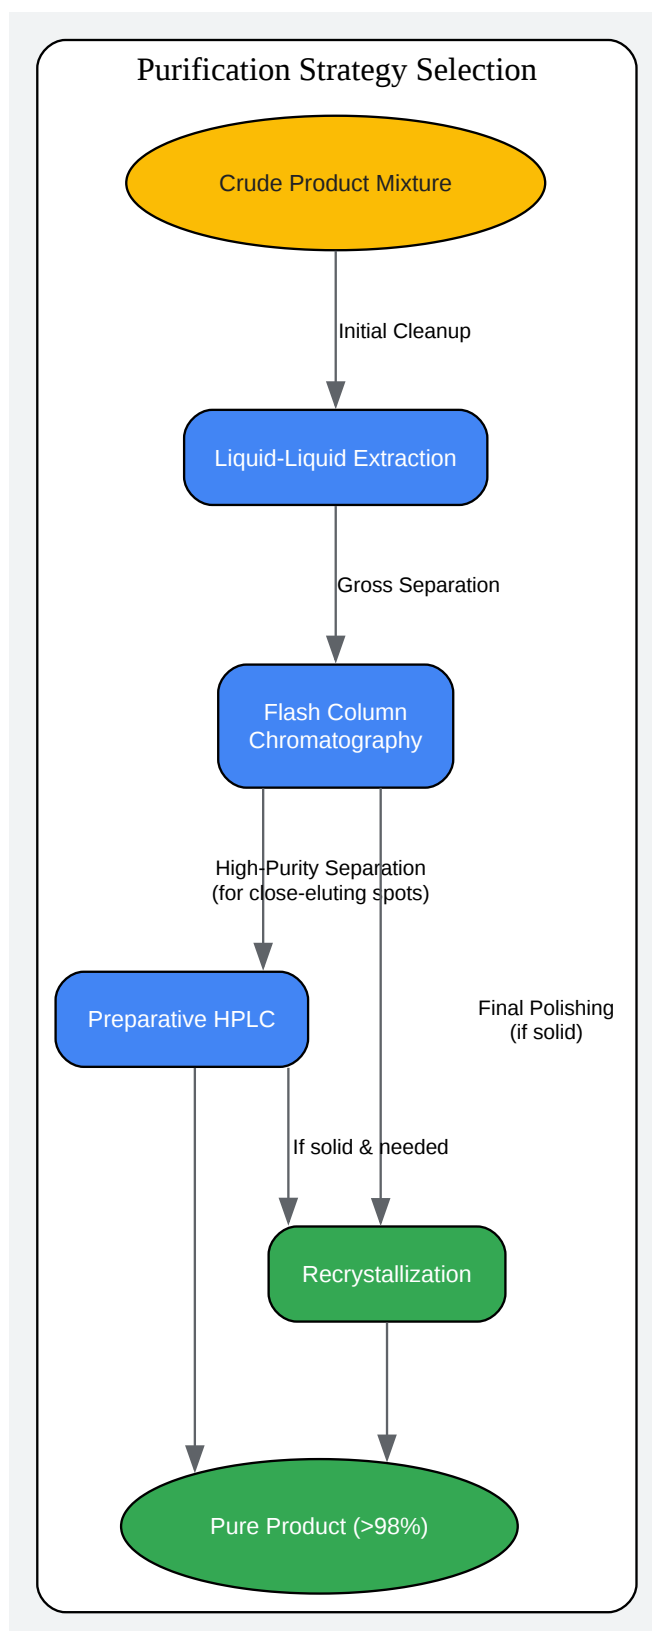 Purification Strategy Selection
Crude Product Mixture
Initial Cleanup
Liquid-Liquid Extraction
Gross Separation
Flash Column
Chromatography
High-Purity Separation
(for close-eluting spots)
Preparative HPLC
Final Polishing
(if solid)
If solid & needed
Recrystallization
Pure Product (>98%)